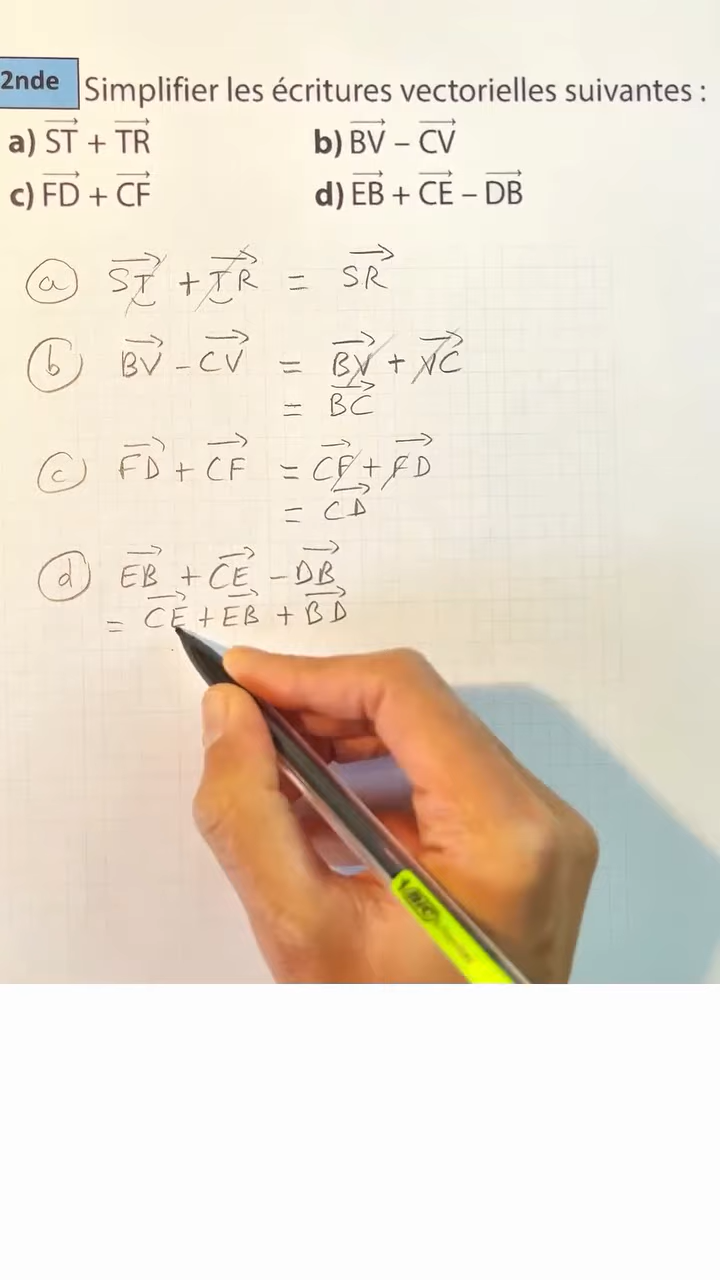 2nde Simplifier les écritures vectorielles suivantes :
a) ST + TR b) BV – CV
c) FD + CF d) EB + CE – DB
a ST + TR = SR
b BV - CV = BV + VC
= BC
c FD + CF = CF + FD
= CD
d EB + CE - DB
= CE + EB + BD
BIC